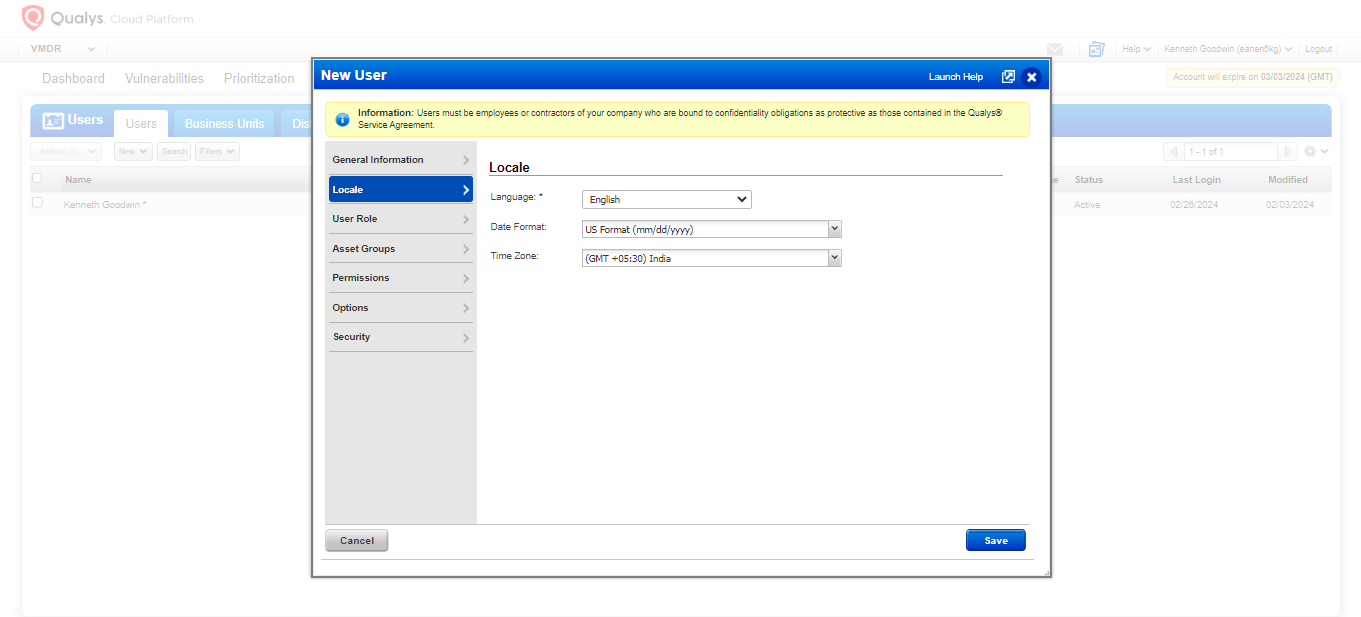 Qualys. Cloud Platform
VMDR
Help
Kenneth Goodwin (eanen6kg)
Logout
Dashboard
Vulnerabilities
Prioritization
Account will expire on 03/03/2024 (GMT)
Users
Users
Business Units
Dis
Actions (0)
New
Search
Filters
1 - 1 of 1
Name
Status
Last Login
Modified
Kenneth Goodwin *
Active
02/26/2024
02/03/2024
New User
Launch Help
Information: Users must be employees or contractors of your company who are bound to confidentiality obligations as protective as those contained in the Qualys®
Service Agreement.
General Information
Locale
User Role
Asset Groups
Permissions
Options
Security
Locale
Language: *
English
Date Format:
US Format (mm/dd/yyyy)
Time Zone:
(GMT +05:30) India
Cancel
Save